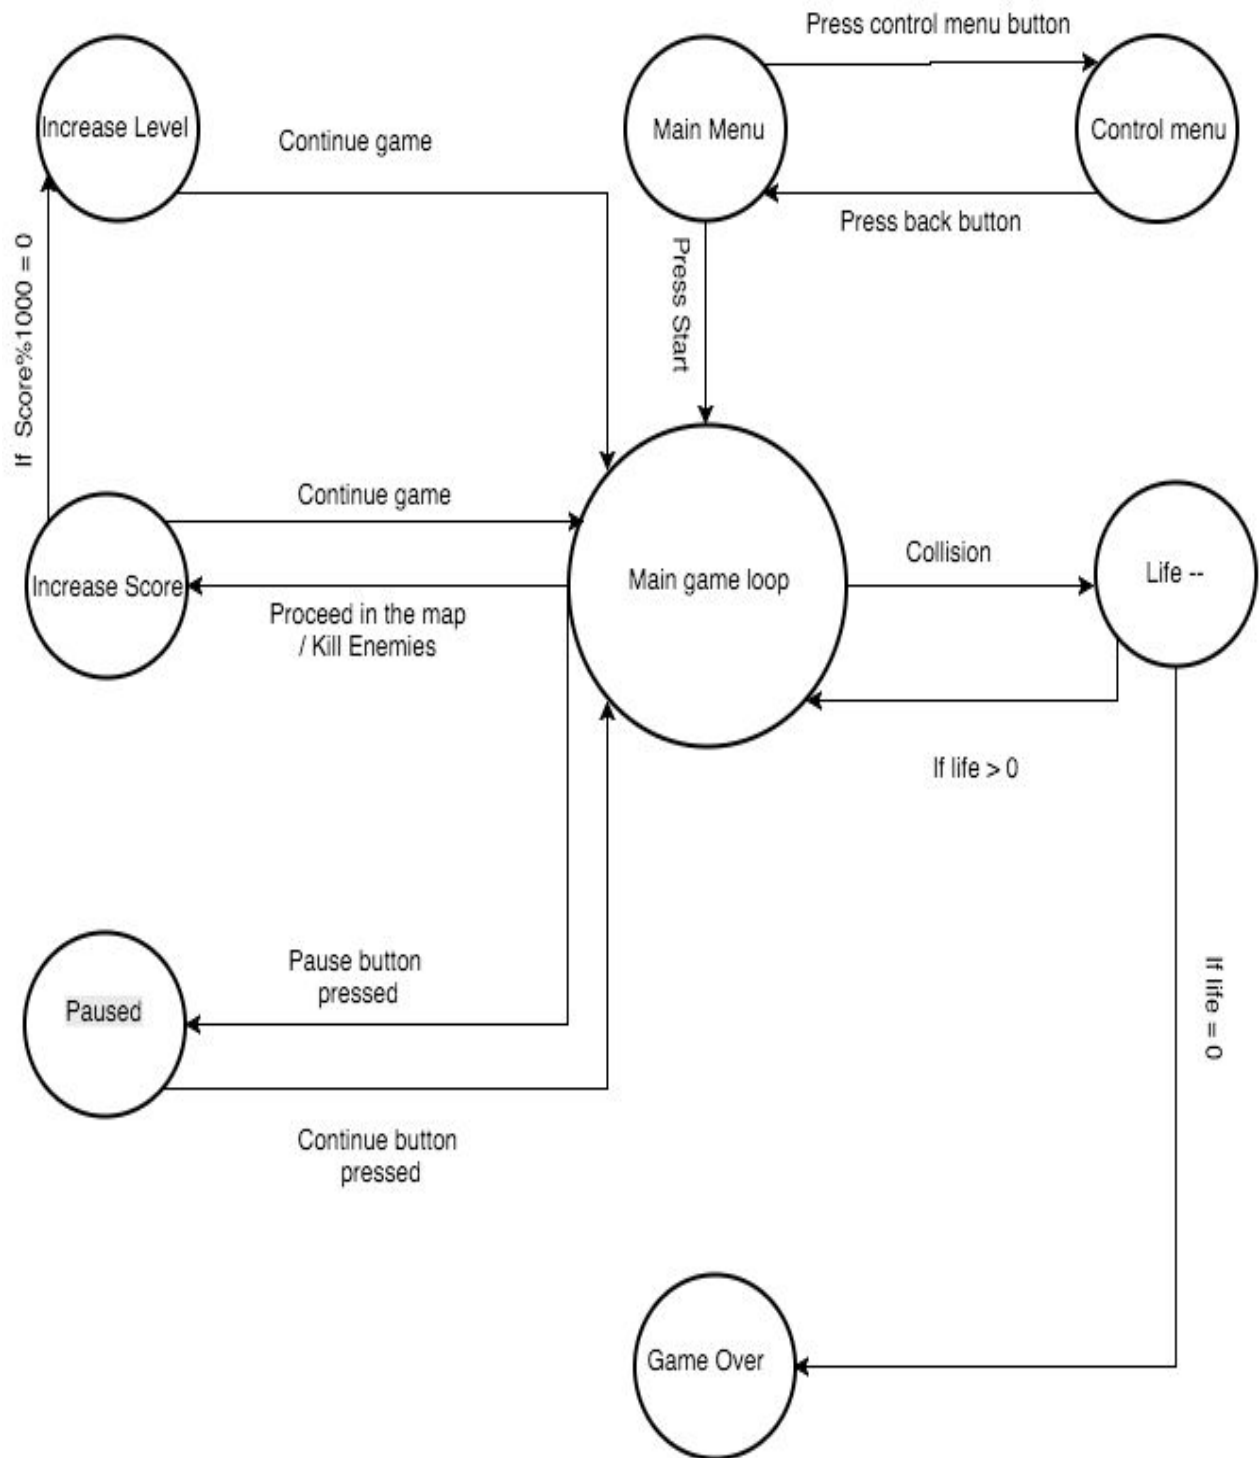 Press control menu button
Increase Level
Continue game
Main Menu
Control menu
Press back button
Press Start
If Score%1000 = 0
Continue game
Increase Score
Proceed in the map
/ Kill Enemies
Main game loop
Collision
Life --
If life > 0
Pause button
pressed
Paused
If life = 0
Continue button
pressed
Game Over